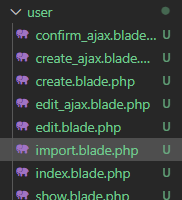 user
confirm_ajax.blade... U
create_ajax.blade.... U
create.blade.php U
edit_ajax.blade.php U
edit.blade.php U
import.blade.php U
index.blade.php U
show.blade.php U